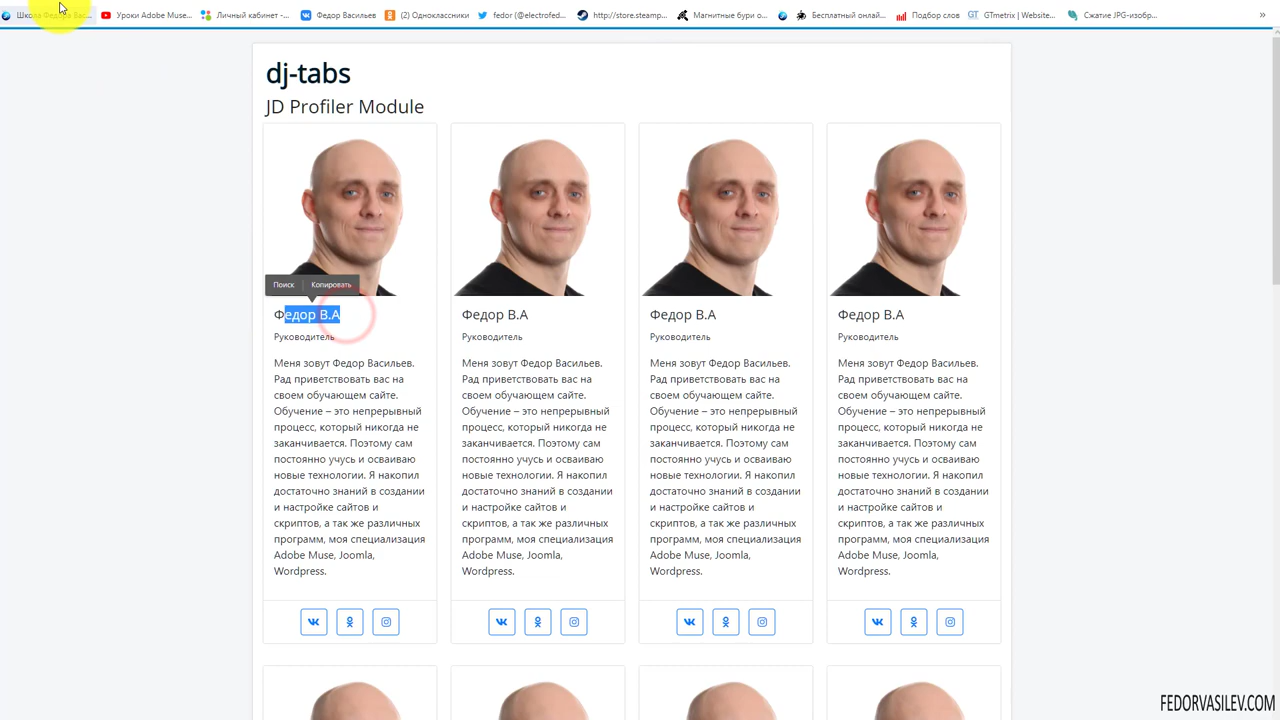 Школа Федора Вас... Уроки Adobe Muse... Личный кабинет -... Федор Васильев (2) Одноклассники fedor (@electrofed... http://store.steamp... Магнитные бури о... Бесплатный онлай... Подбор слов GTmetrix | Website... Сжатие JPG-изобр... »
dj-tabs
JD Profiler Module
Поиск Копировать
Федор В.А
Руководитель
Меня зовут Федор Васильев.
Рад приветствовать вас на
своем обучающем сайте.
Обучение – это непрерывный
процесс, который никогда не
заканчивается. Поэтому сам
постоянно учусь и осваиваю
новые технологии. Я накопил
достаточно знаний в создании
и настройке сайтов и
скриптов, а так же различных
программ, моя специализация
Adobe Muse, Joomla,
Wordpress.
Федор В.А
Руководитель
Меня зовут Федор Васильев.
Рад приветствовать вас на
своем обучающем сайте.
Обучение – это непрерывный
процесс, который никогда не
заканчивается. Поэтому сам
постоянно учусь и осваиваю
новые технологии. Я накопил
достаточно знаний в создании
и настройке сайтов и
скриптов, а так же различных
программ, моя специализация
Adobe Muse, Joomla,
Wordpress.
Федор В.А
Руководитель
Меня зовут Федор Васильев.
Рад приветствовать вас на
своем обучающем сайте.
Обучение – это непрерывный
процесс, который никогда не
заканчивается. Поэтому сам
постоянно учусь и осваиваю
новые технологии. Я накопил
достаточно знаний в создании
и настройке сайтов и
скриптов, а так же различных
программ, моя специализация
Adobe Muse, Joomla,
Wordpress.
Федор В.А
Руководитель
Меня зовут Федор Васильев.
Рад приветствовать вас на
своем обучающем сайте.
Обучение – это непрерывный
процесс, который никогда не
заканчивается. Поэтому сам
постоянно учусь и осваиваю
новые технологии. Я накопил
достаточно знаний в создании
и настройке сайтов и
скриптов, а так же различных
программ, моя специализация
Adobe Muse, Joomla,
Wordpress.
FEDORVASILEV.COM